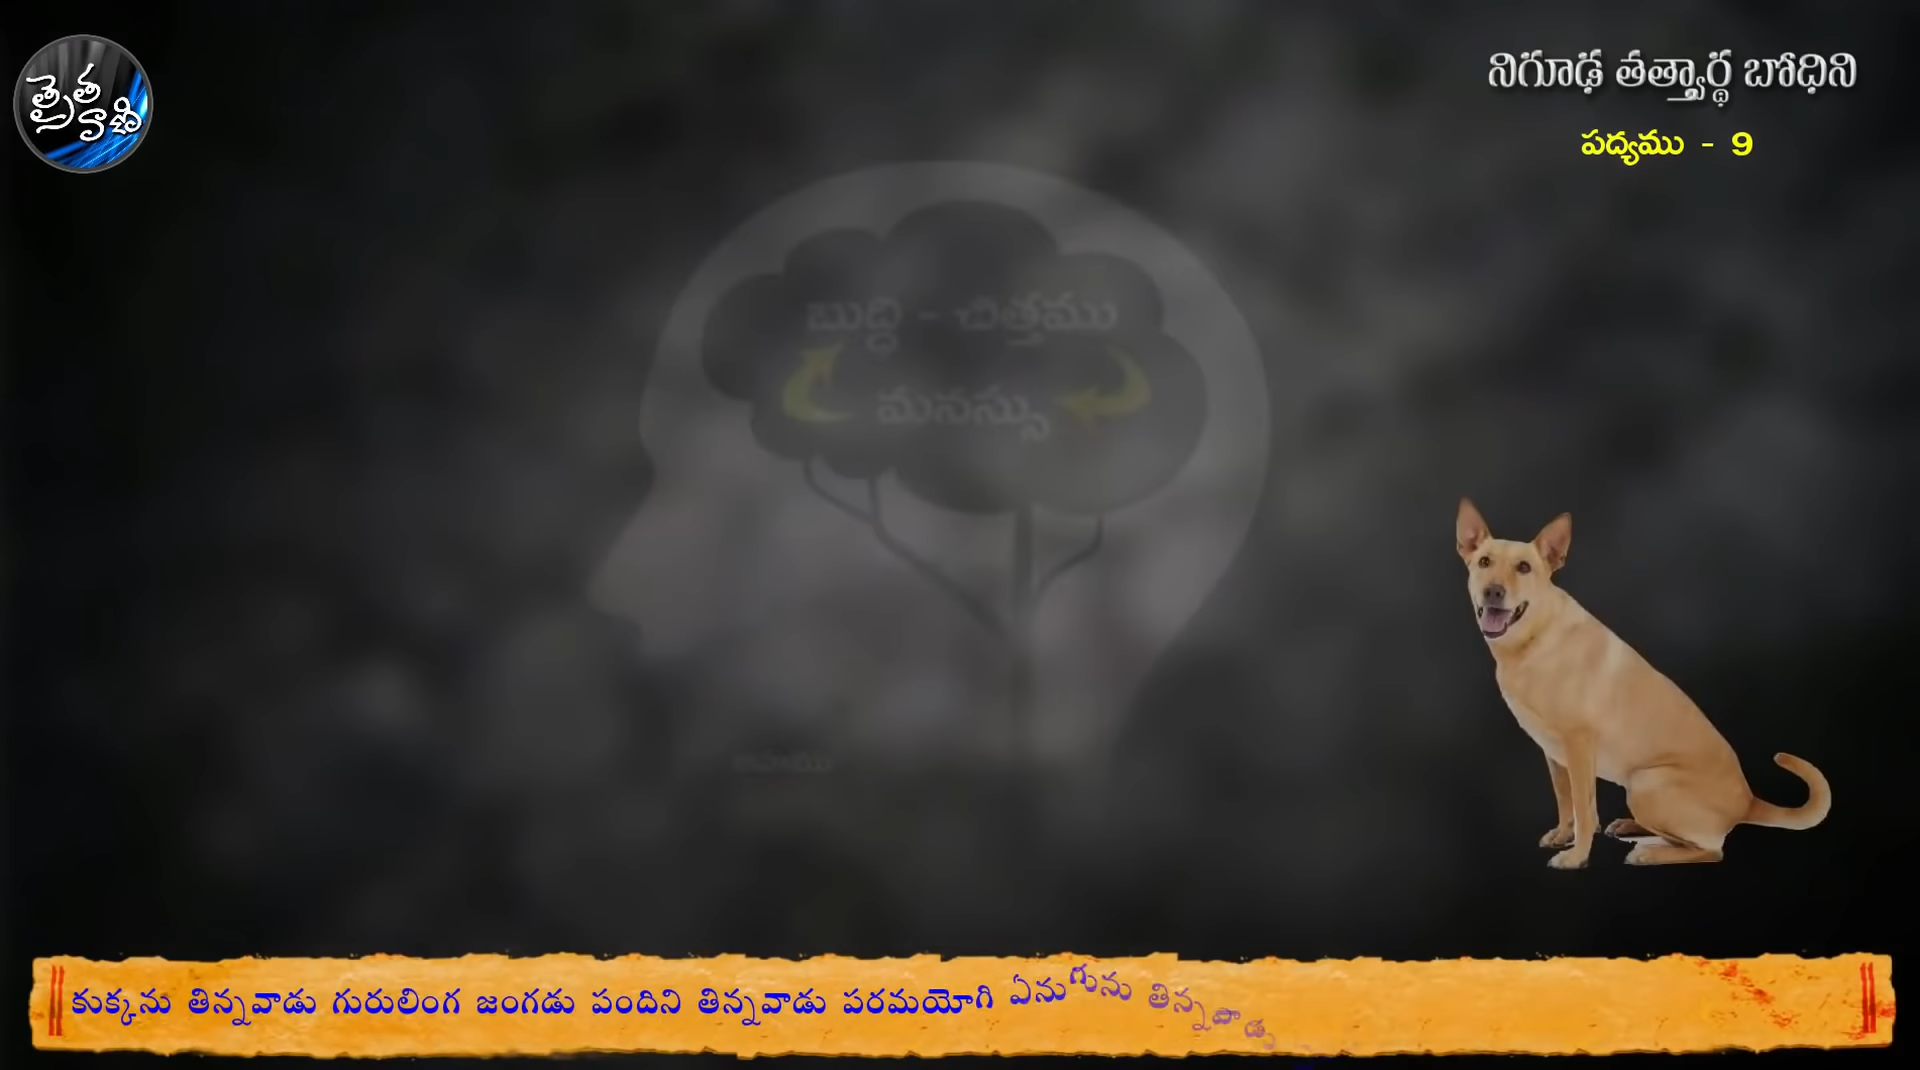 త్రైత
వాణి
నిగూఢ తత్త్వార్థ బోధిని
పద్యము - 9
బుద్ధి - చిత్తము
మనస్సు
కుక్కను తిన్నవాడు గురులింగ జంగడు పందిని తిన్నవాడు పరమయోగి ఏనుగును తిన్నవాడు